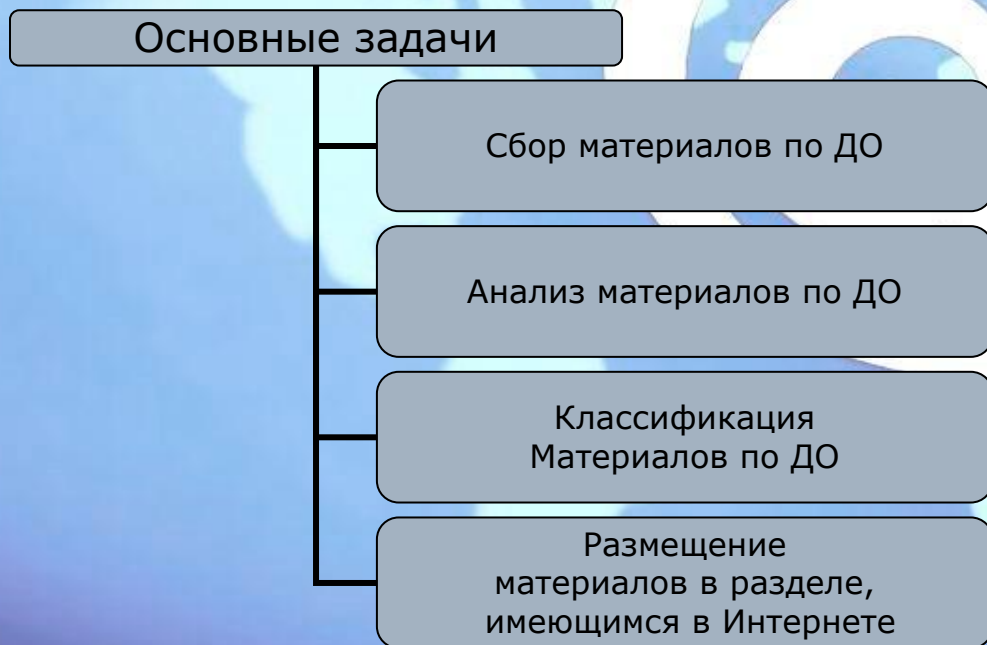 Основные задачи
Сбор материалов по ДО
Анализ материалов по ДО
Классификация
Материалов по ДО
Размещение
материалов в разделе,
имеющимся в Интернете